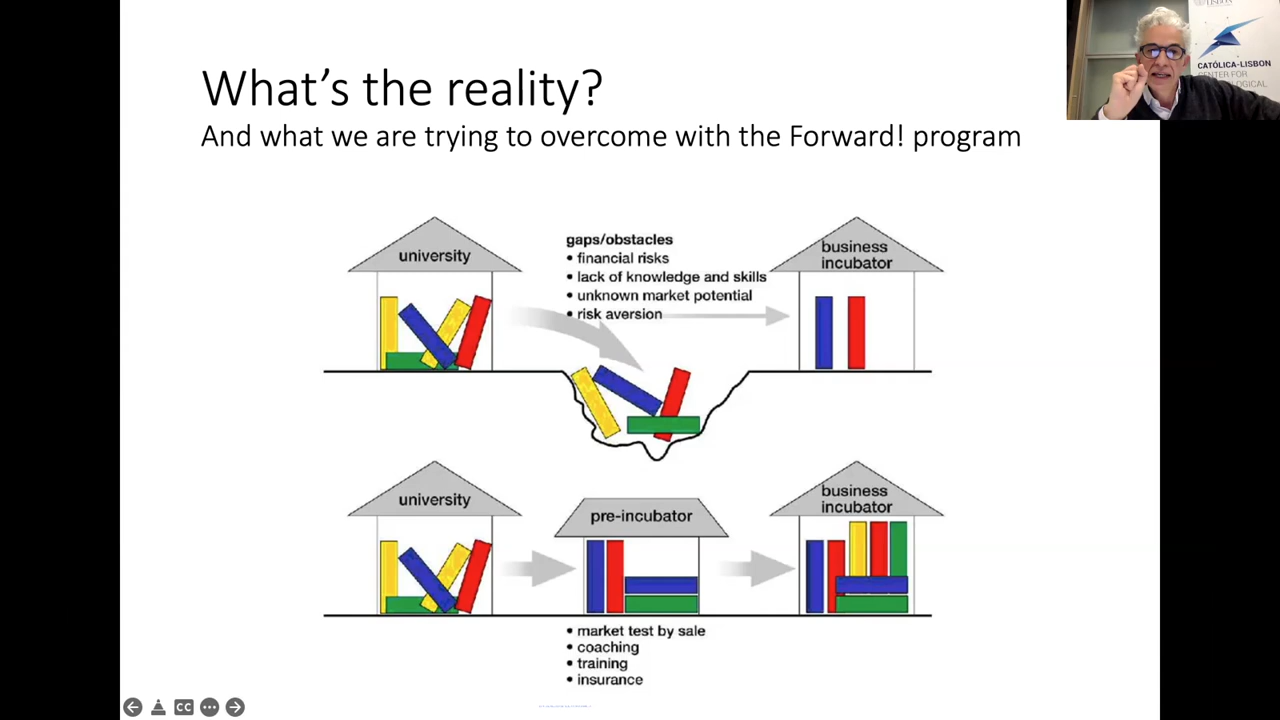 What's the reality?
And what we are trying to overcome with the Forward! program
CATÓLICA-LISBON
CENTER FOR
university
gaps/obstacles
• financial risks
• lack of knowledge and skills
• unknown market potential
• risk aversion
business
incubator
university
pre-incubator
business
incubator
• market test by sale
• coaching
• training
• insurance
CC